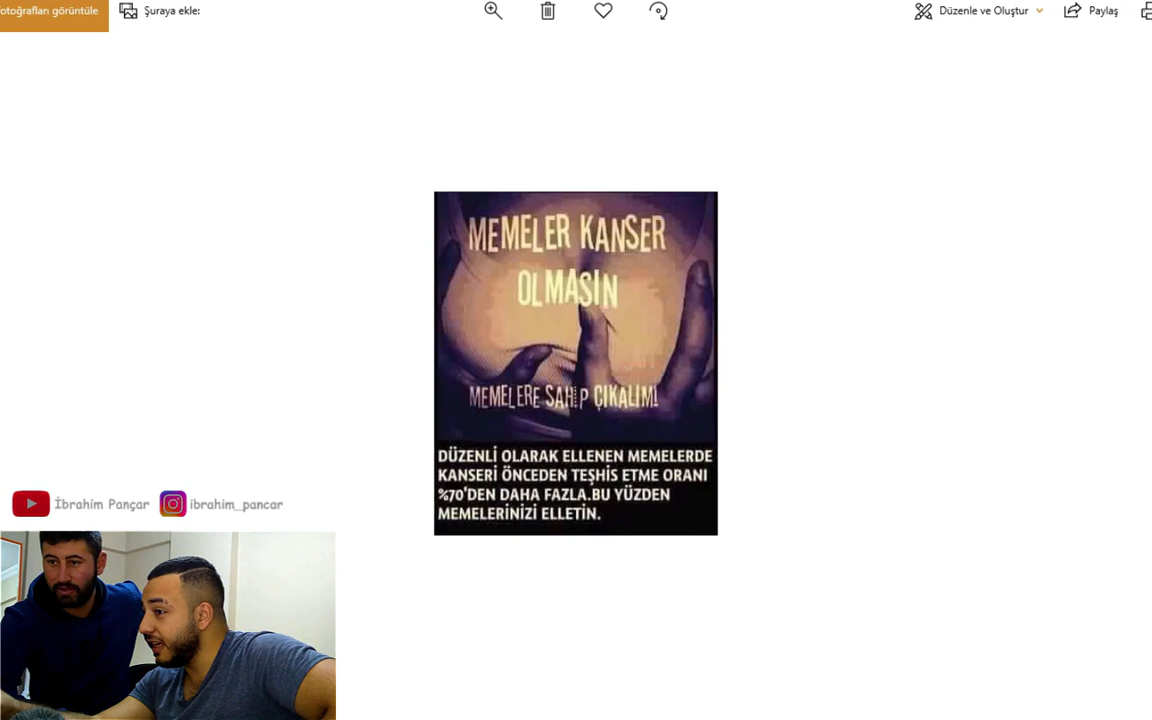 fotoğrafları görüntüle
Şuraya ekle:
Düzenle ve Oluştur
Paylaş
MEMELER KANSER
OLMASIN
MEMELERE SAHİP ÇIKALIM!
DÜZENLİ OLARAK ELLENEN MEMELERDE
KANSERİ ÖNCEDEN TEŞHİS ETME ORANI
%70'DEN DAHA FAZLA.BU YÜZDEN
MEMELERİNİZİ ELLETİN.
İbrahim Pançar
ibrahim_pancar